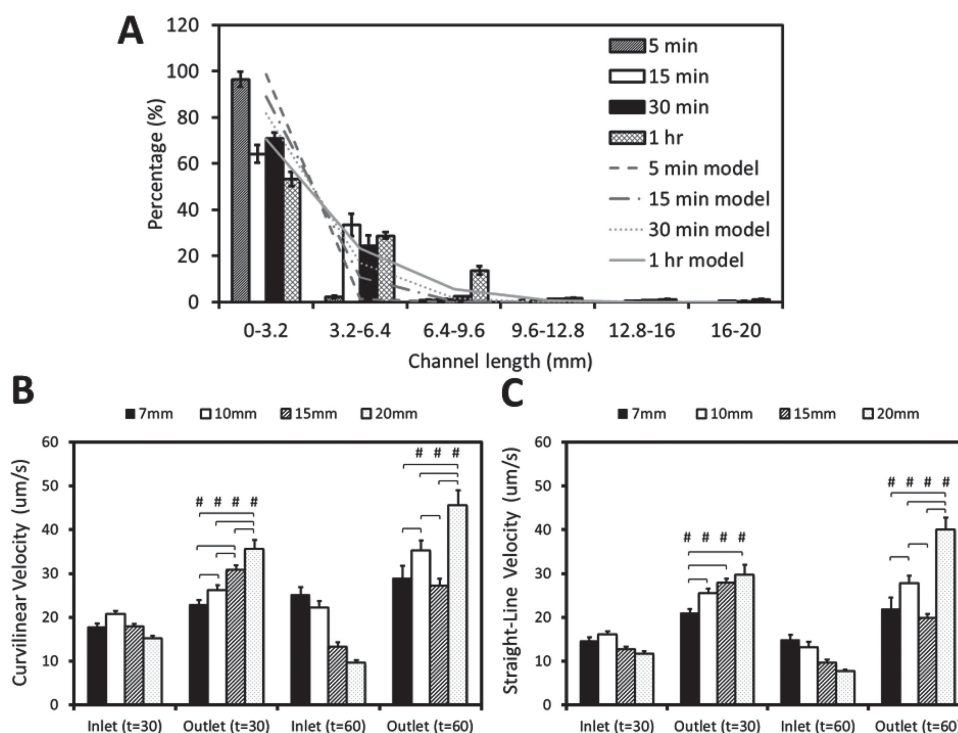 A
120
100
80
60
40
20
0
Percentage (%)
5 min
15 min
30 min
1 hr
5 min model
15 min model
30 min model
1 hr model
0-3.2 3.2-6.4 6.4-9.6 9.6-12.8 12.8-16 16-20
Channel length (mm)
B
7mm 10mm 15mm 20mm
60
50
40
30
20
10
0
Curvilinear Velocity (um/s)
# # # #
# # #
Inlet (t=30) Outlet (t=30) Inlet (t=60) Outlet (t=60)
C
7mm 10mm 15mm 20mm
60
50
40
30
20
10
0
Straight-Line Velocity (um/s)
# # # #
# # # #
Inlet (t=30) Outlet (t=30) Inlet (t=60) Outlet (t=60)